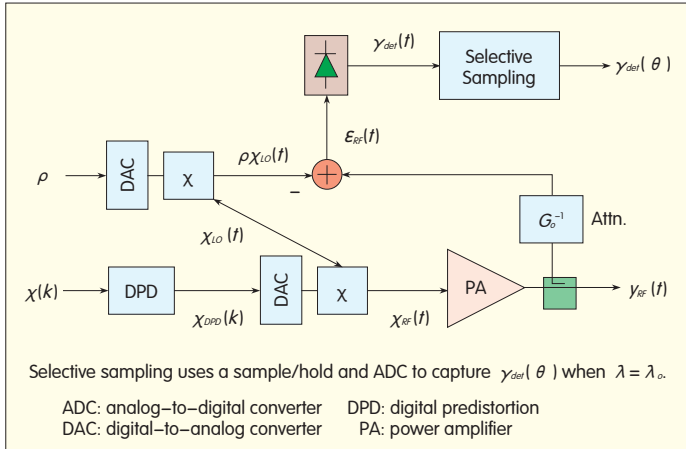 γdet(t)
Selective
Sampling
γdet(θ)
εRF(t)
ρ
DAC
χ
ρχLO(t)
−
+
G₀⁻¹
Attn.
χLO(t)
χ(k)
DPD
χDPD(k)
DAC
χ
χRF(t)
PA
yRF(t)
Selective sampling uses a sample/hold and ADC to capture γdet(θ) when λ = λo.
ADC: analog−to−digital converter DPD: digital predistortion
DAC: digital−to−analog converter PA: power amplifier